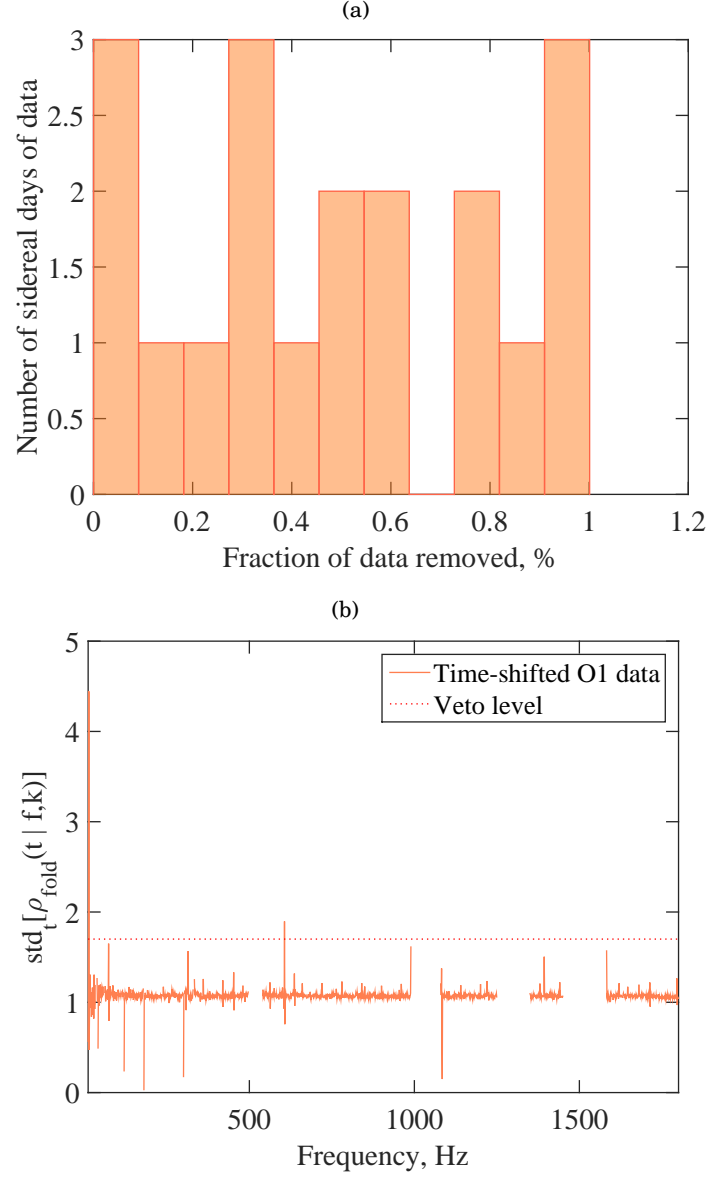 (a)
3
2.5
2
1.5
1
0.5
0
Number of sidereal days of data
0 0.2 0.4 0.6 0.8 1 1.2
Fraction of data removed, %
(b)
5
4
3
2
1
0
std_t[ρ_fold(t | f,k)]
Time-shifted O1 data
Veto level
500 1000 1500
Frequency, Hz